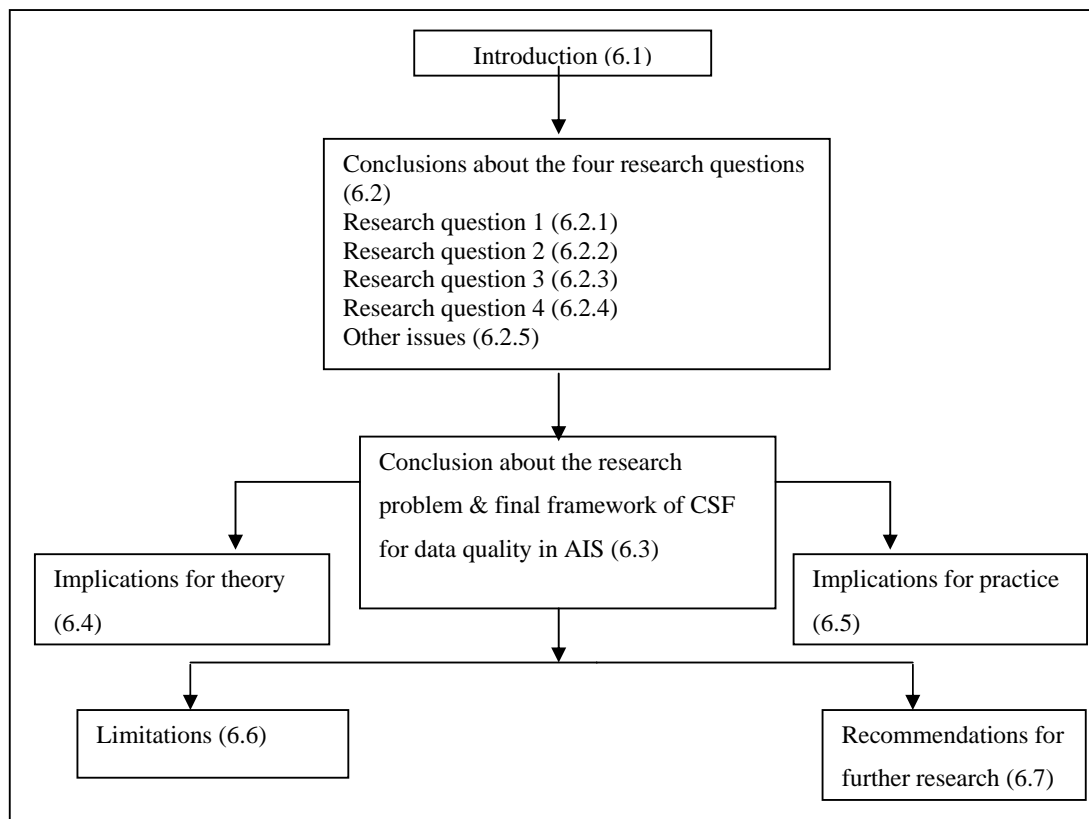 Introduction (6.1)
Conclusions about the four research questions
(6.2)
Research question 1 (6.2.1)
Research question 2 (6.2.2)
Research question 3 (6.2.3)
Research question 4 (6.2.4)
Other issues (6.2.5)
Conclusion about the research
problem & final framework of CSF
for data quality in AIS (6.3)
Implications for theory
(6.4)
Implications for practice
(6.5)
Limitations (6.6)
Recommendations for
further research (6.7)